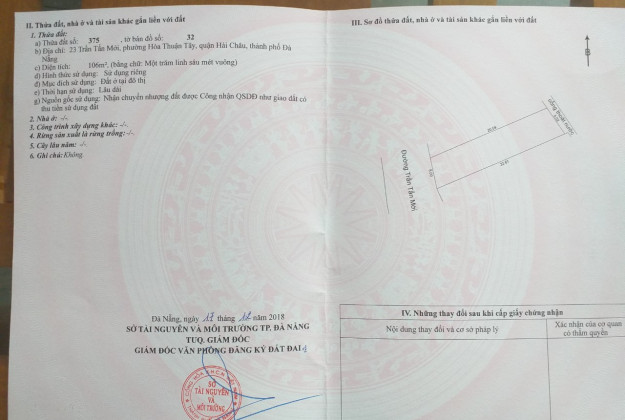 II. Thửa đất, nhà ở và tài sản khác gắn liền với đất
1. Thửa đất:
a) Thửa đất số: 375 , tờ bản đồ số: 32
b) Địa chỉ: 23 Trần Tấn Mới, phường Hòa Thuận Tây, quận Hải Châu, thành phố Đà
Nẵng
c) Diện tích: 106m², (bằng chữ: Một trăm linh sáu mét vuông)
d) Hình thức sử dụng: Sử dụng riêng
đ) Mục đích sử dụng: Đất ở tại đô thị
e) Thời hạn sử dụng: Lâu dài
g) Nguồn gốc sử dụng: Nhận chuyển nhượng đất được Công nhận QSDĐ như giao đất có
thu tiền sử dụng đất
2. Nhà ở: -/-.
3. Công trình xây dựng khác: -/-.
4. Rừng sản xuất là rừng trồng: -/-.
5. Cây lâu năm: -/-.
6. Ghi chú: Không.
Đà Nẵng, ngày 17 tháng 12 năm 2018
SỞ TÀI NGUYÊN VÀ MÔI TRƯỜNG TP. ĐÀ NẴNG
TUQ. GIÁM ĐỐC
GIÁM ĐỐC VĂN PHÒNG ĐĂNG KÝ ĐẤT ĐAI
SỞ
TÀI NGUYÊN
VÀ
MÔI TRƯỜNG
III. Sơ đồ thửa đất, nhà ở và tài sản khác gắn liền với đất
B
Đường Trần Tấn Mới
IV. Những thay đổi sau khi cấp giấy chứng nhận
Nội dung thay đổi và cơ sở pháp lý
Xác nhận của cơ quan
có thẩm quyền